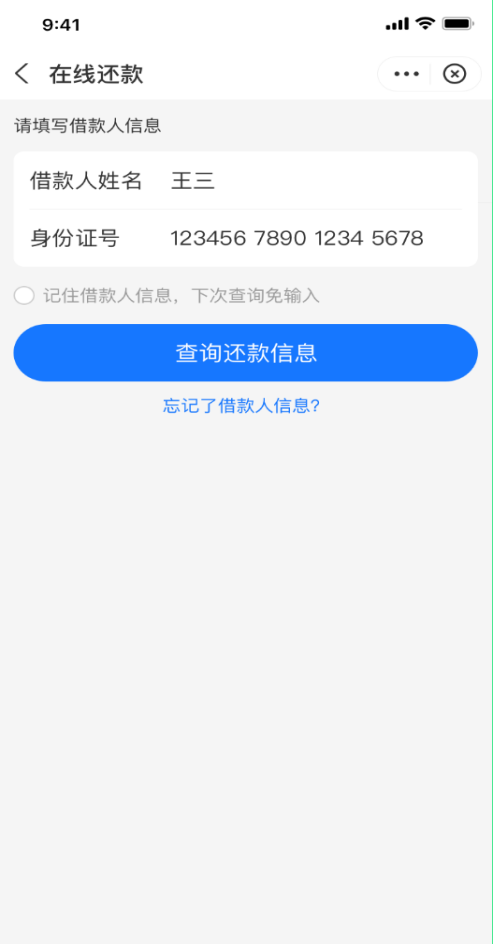 9:41
在线还款
请填写借款人信息
借款人姓名 王三
身份证号 123456 7890 1234 5678
记住借款人信息，下次查询免输入
查询还款信息
忘记了借款人信息?